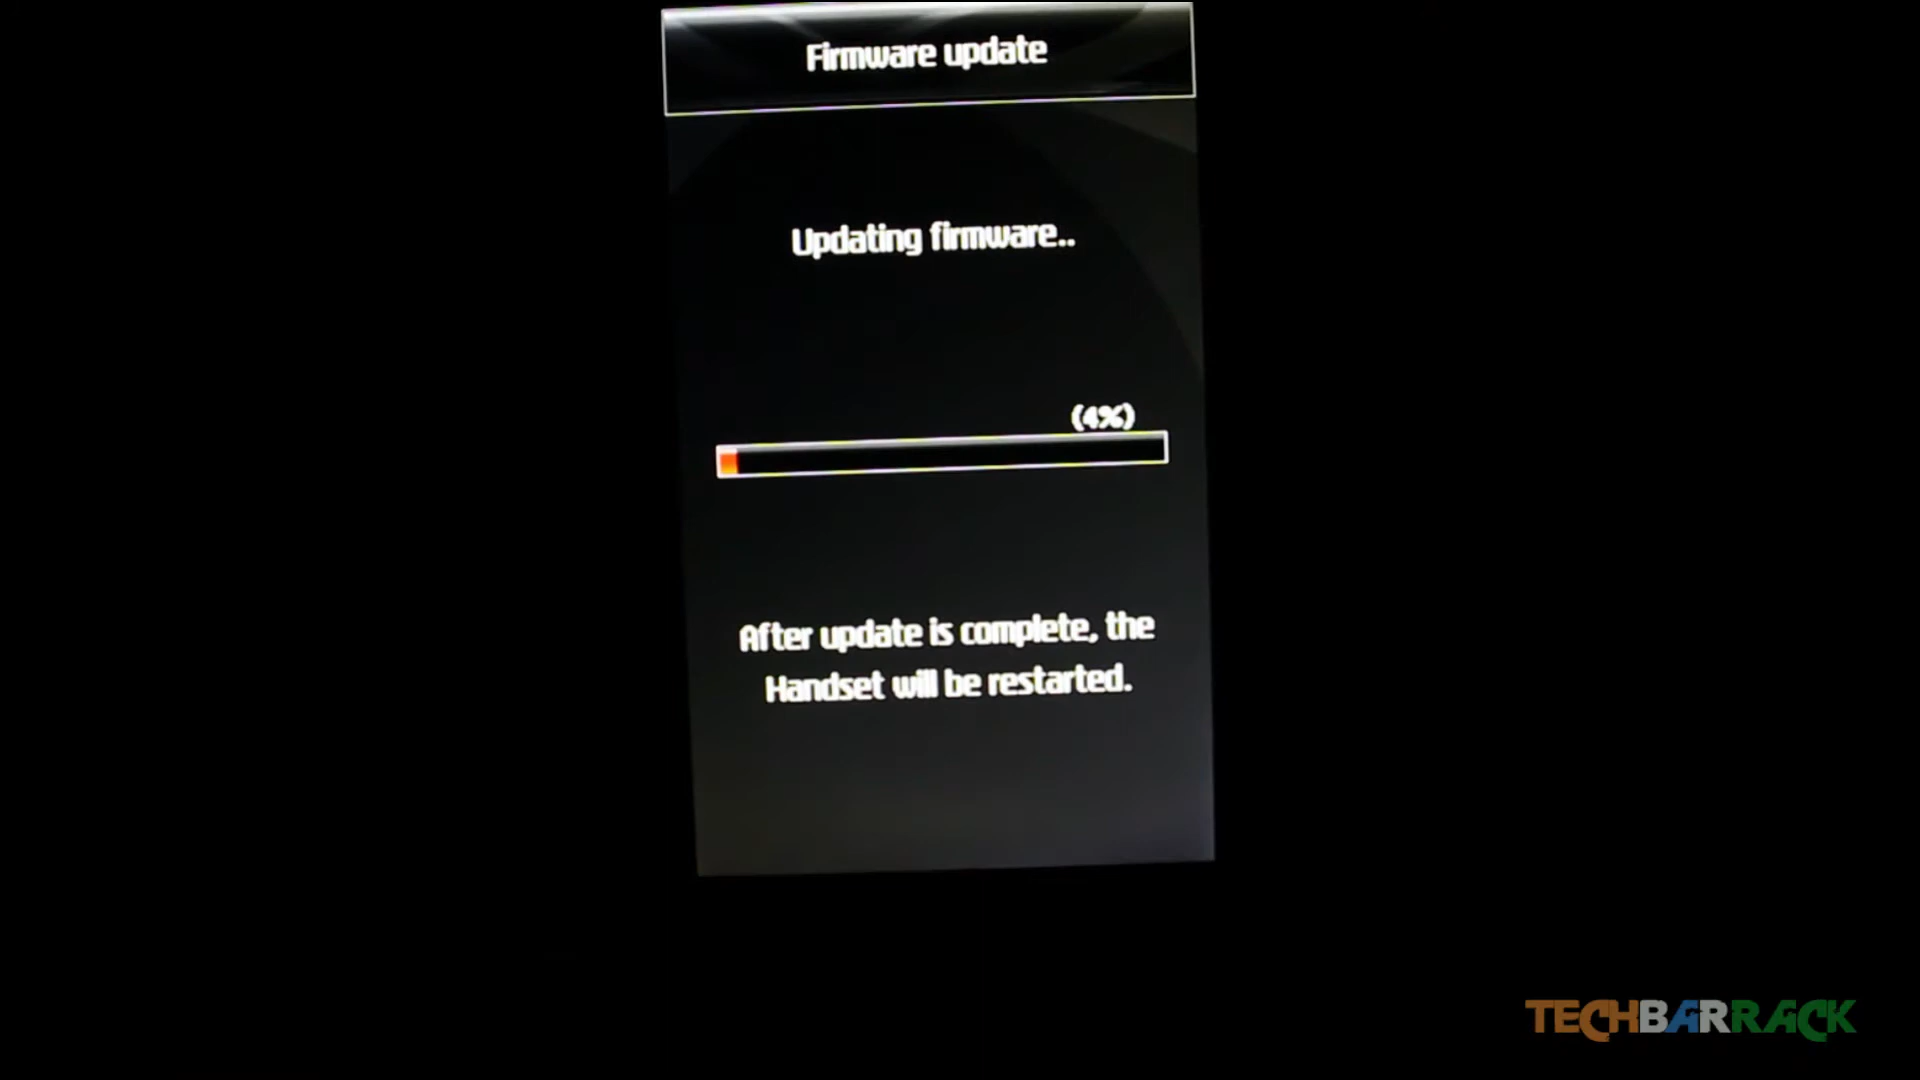 Firmware update
Updating firmware..
(4%)
After update is complete, the
Handset will be restarted.
TECHBARRACK